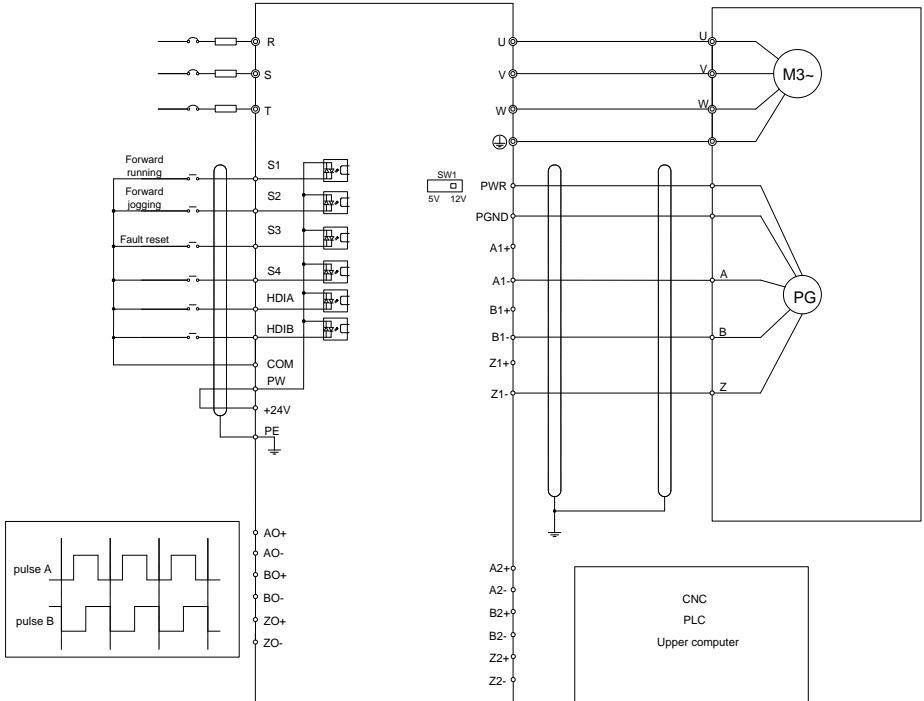 R
S
T
U
V
W
U
V
W
M3~
Forward
running
Forward
jogging
Fault reset
S1
S2
S3
S4
HDIA
HDIB
COM
PW
+24V
PE
SW1
5V 12V
PWR
PGND
A1+
A1-
B1+
B1-
Z1+
Z1-
A
B
Z
PG
pulse A
pulse B
AO+
AO-
BO+
BO-
ZO+
ZO-
A2+
A2-
B2+
B2-
Z2+
Z2-
CNC
PLC
Upper computer